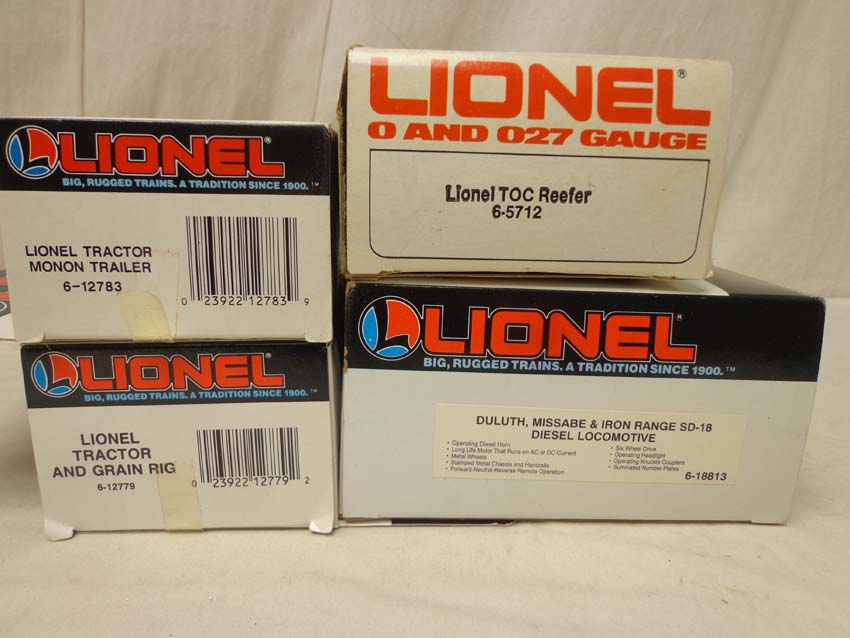 LIONEL®
BIG, RUGGED TRAINS. A TRADITION SINCE 1900.™
LIONEL TRACTOR
MONON TRAILER
6-12783
0 23922 12783 9
LIONEL®
BIG, RUGGED TRAINS. A TRADITION SINCE 1900.™
LIONEL
TRACTOR
AND GRAIN RIG
6-12779
0 23922 12779 2
LIONEL®
O AND O27 GAUGE
Lionel TOC Reefer
6-5712
LIONEL®
BIG, RUGGED TRAINS. A TRADITION SINCE 1900.™
DULUTH, MISSABE & IRON RANGE SD-18
DIESEL LOCOMOTIVE
• Operating Diesel Horn
• Long Life Motor That Runs on AC or DC Current
• Metal Wheels
• Stamped Metal Chassis and Handrails
• Forward-Neutral-Reverse Remote Operation
• Six Wheel Drive
• Operating Headlight
• Operating Knuckle Couplers
• Illuminated Number Plates
6-18813